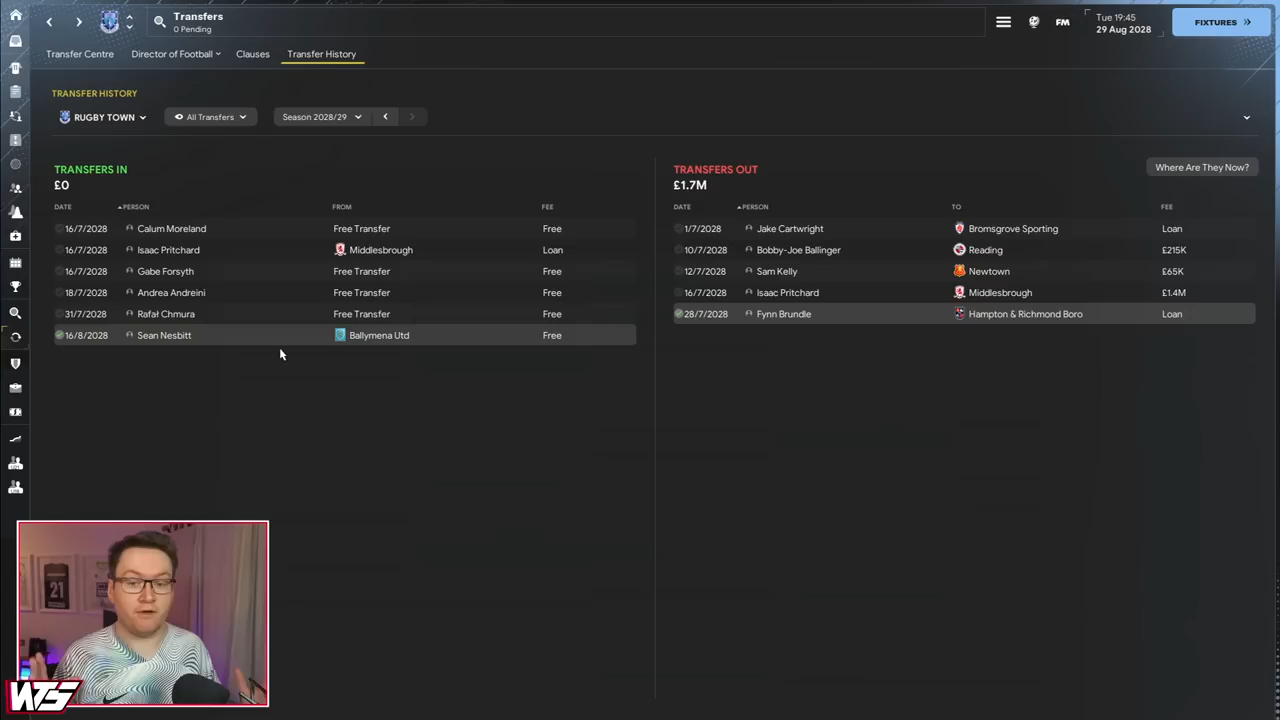 Transfers
0 Pending
FM
Tue 19:45
29 Aug 2028
FIXTURES
Transfer Centre Director of Football Clauses Transfer History
TRANSFER HISTORY
RUGBY TOWN All Transfers Season 2028/29
TRANSFERS IN
£0
DATE PERSON FROM FEE
16/7/2028 Calum Moreland Free Transfer Free
16/7/2028 Isaac Pritchard Middlesbrough Loan
16/7/2028 Gabe Forsyth Free Transfer Free
18/7/2028 Andrea Andreini Free Transfer Free
31/7/2028 Rafał Chmura Free Transfer Free
16/8/2028 Sean Nesbitt Ballymena Utd Free
TRANSFERS OUT
£1.7M
Where Are They Now?
DATE PERSON TO FEE
1/7/2028 Jake Cartwright Bromsgrove Sporting Loan
10/7/2028 Bobby-Joe Ballinger Reading £215K
12/7/2028 Sam Kelly Newtown £65K
16/7/2028 Isaac Pritchard Middlesbrough £1.4M
28/7/2028 Fynn Brundle Hampton & Richmond Boro Loan
21
WTS